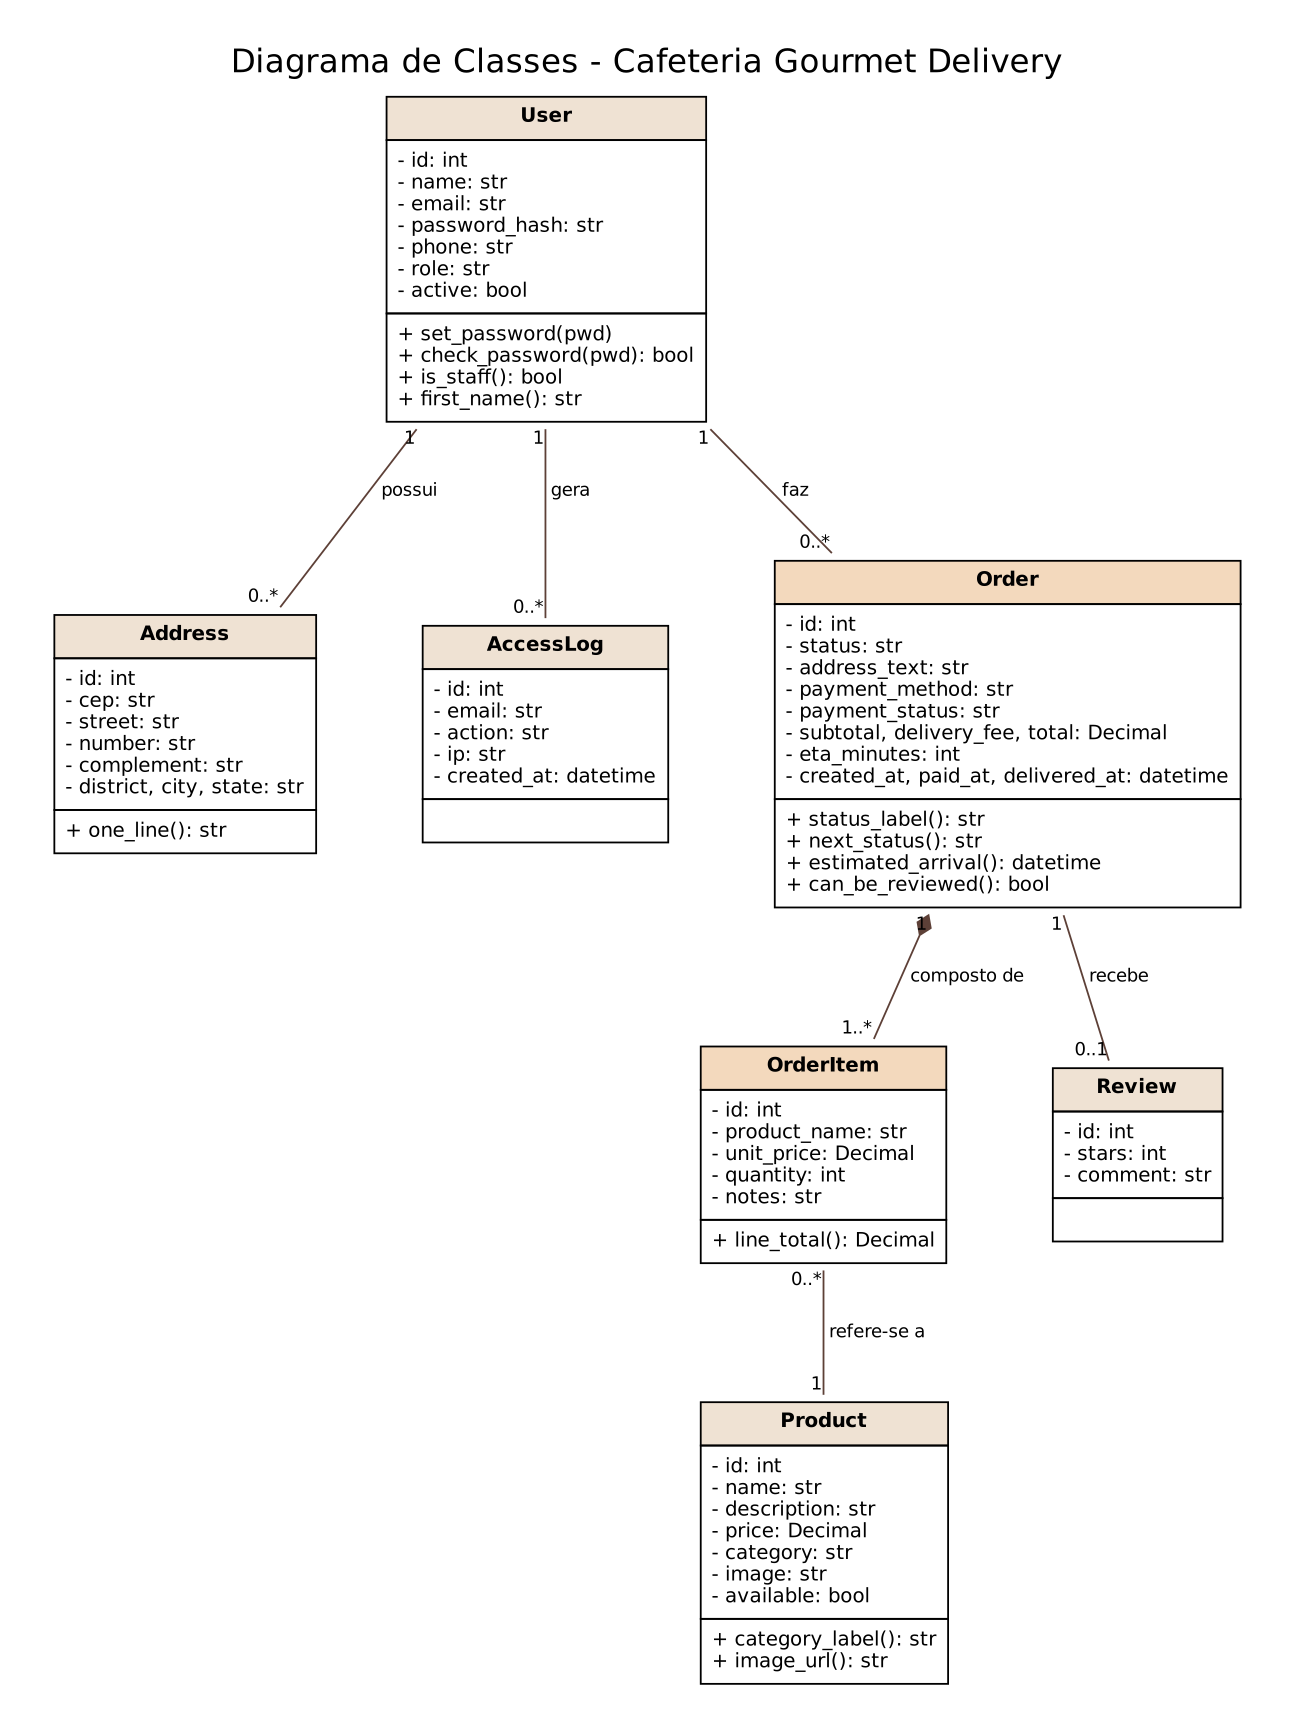 Diagrama de Classes - Cafeteria Gourmet Delivery
User
- id: int
- name: str
- email: str
- password_hash: str
- phone: str
- role: str
- active: bool
+ set_password(pwd)
+ check_password(pwd): bool
+ is_staff(): bool
+ first_name(): str
1
1
1
possui
gera
faz
0..*
0..*
0..*
Address
- id: int
- cep: str
- street: str
- number: str
- complement: str
- district, city, state: str
+ one_line(): str
AccessLog
- id: int
- email: str
- action: str
- ip: str
- created_at: datetime
Order
- id: int
- status: str
- address_text: str
- payment_method: str
- payment_status: str
- subtotal, delivery_fee, total: Decimal
- eta_minutes: int
- created_at, paid_at, delivered_at: datetime
+ status_label(): str
+ next_status(): str
+ estimated_arrival(): datetime
+ can_be_reviewed(): bool
1
1
composto de
recebe
1..*
0..1
OrderItem
- id: int
- product_name: str
- unit_price: Decimal
- quantity: int
- notes: str
+ line_total(): Decimal
Review
- id: int
- stars: int
- comment: str
0..*
refere-se a
1
Product
- id: int
- name: str
- description: str
- price: Decimal
- category: str
- image: str
- available: bool
+ category_label(): str
+ image_url(): str